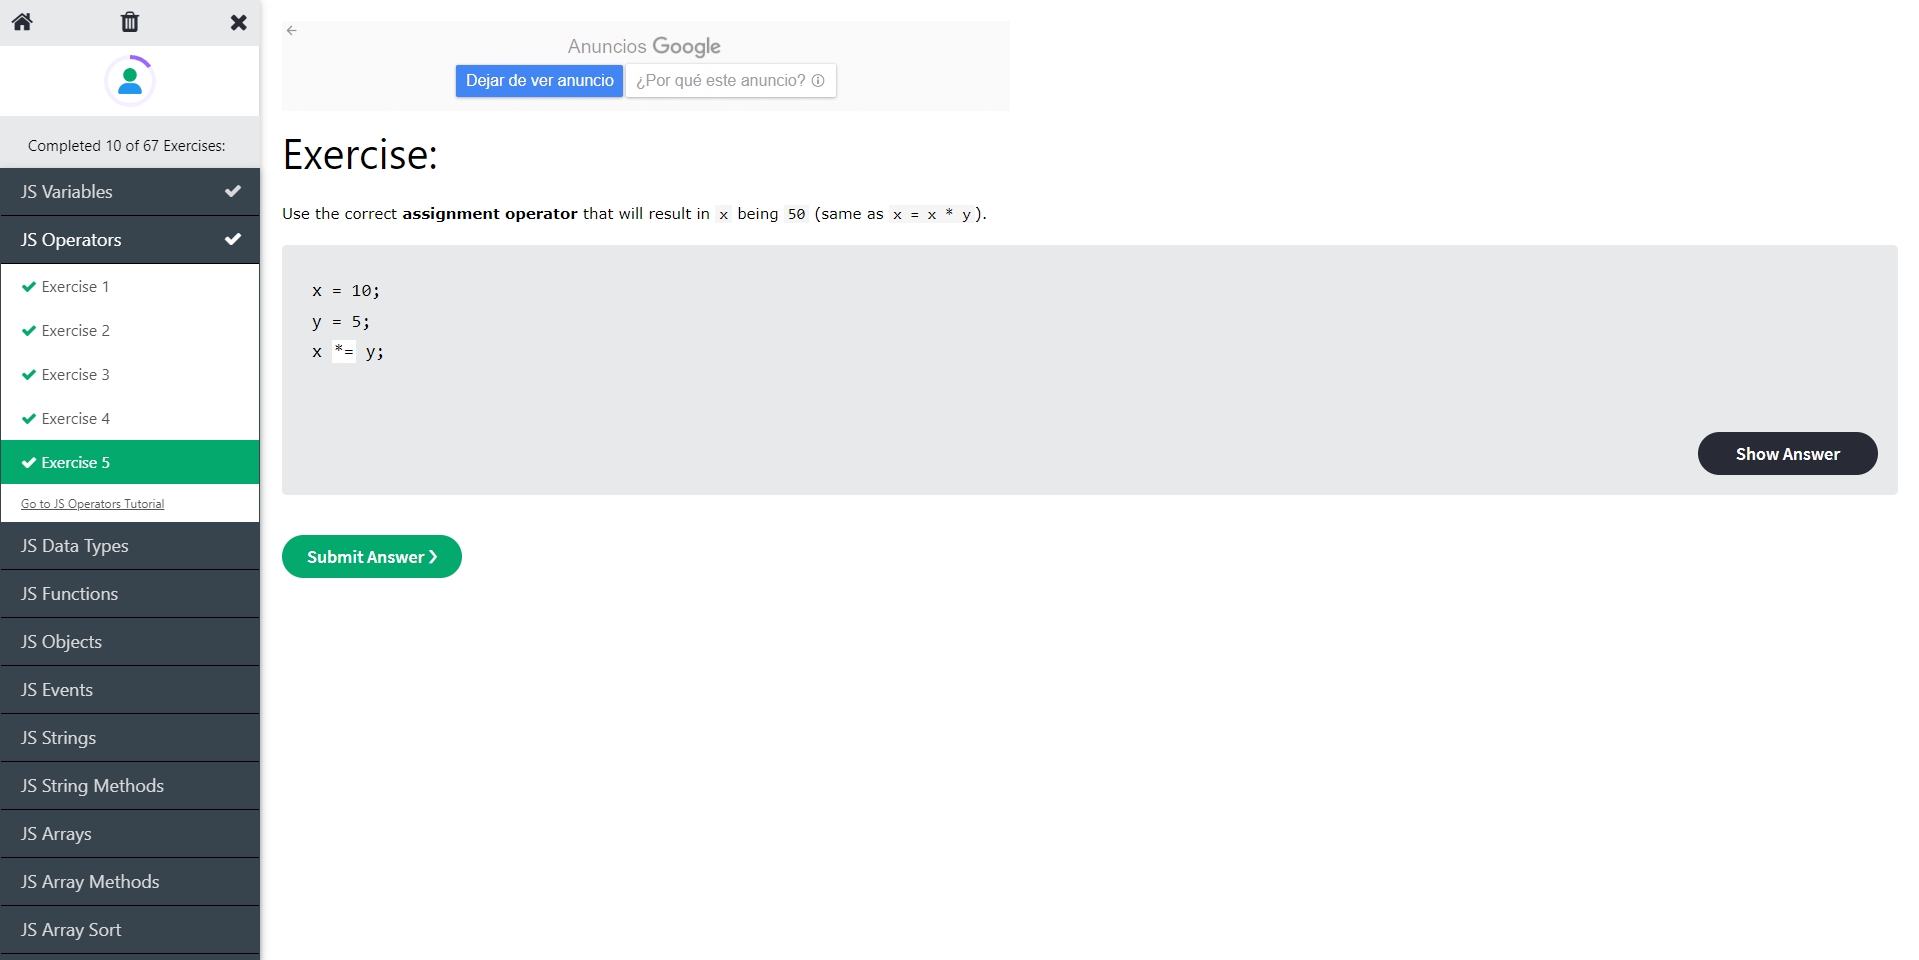 Completed 10 of 67 Exercises:
JS Variables
JS Operators
Exercise 1
Exercise 2
Exercise 3
Exercise 4
Exercise 5
Go to JS Operators Tutorial
JS Data Types
JS Functions
JS Objects
JS Events
JS Strings
JS String Methods
JS Arrays
JS Array Methods
JS Array Sort
Anuncios Google
Dejar de ver anuncio ¿Por qué este anuncio?
Exercise:
Use the correct assignment operator that will result in x being 50 (same as x = x * y).
x = 10;
y = 5;
x *= y;
Show Answer
Submit Answer ❯